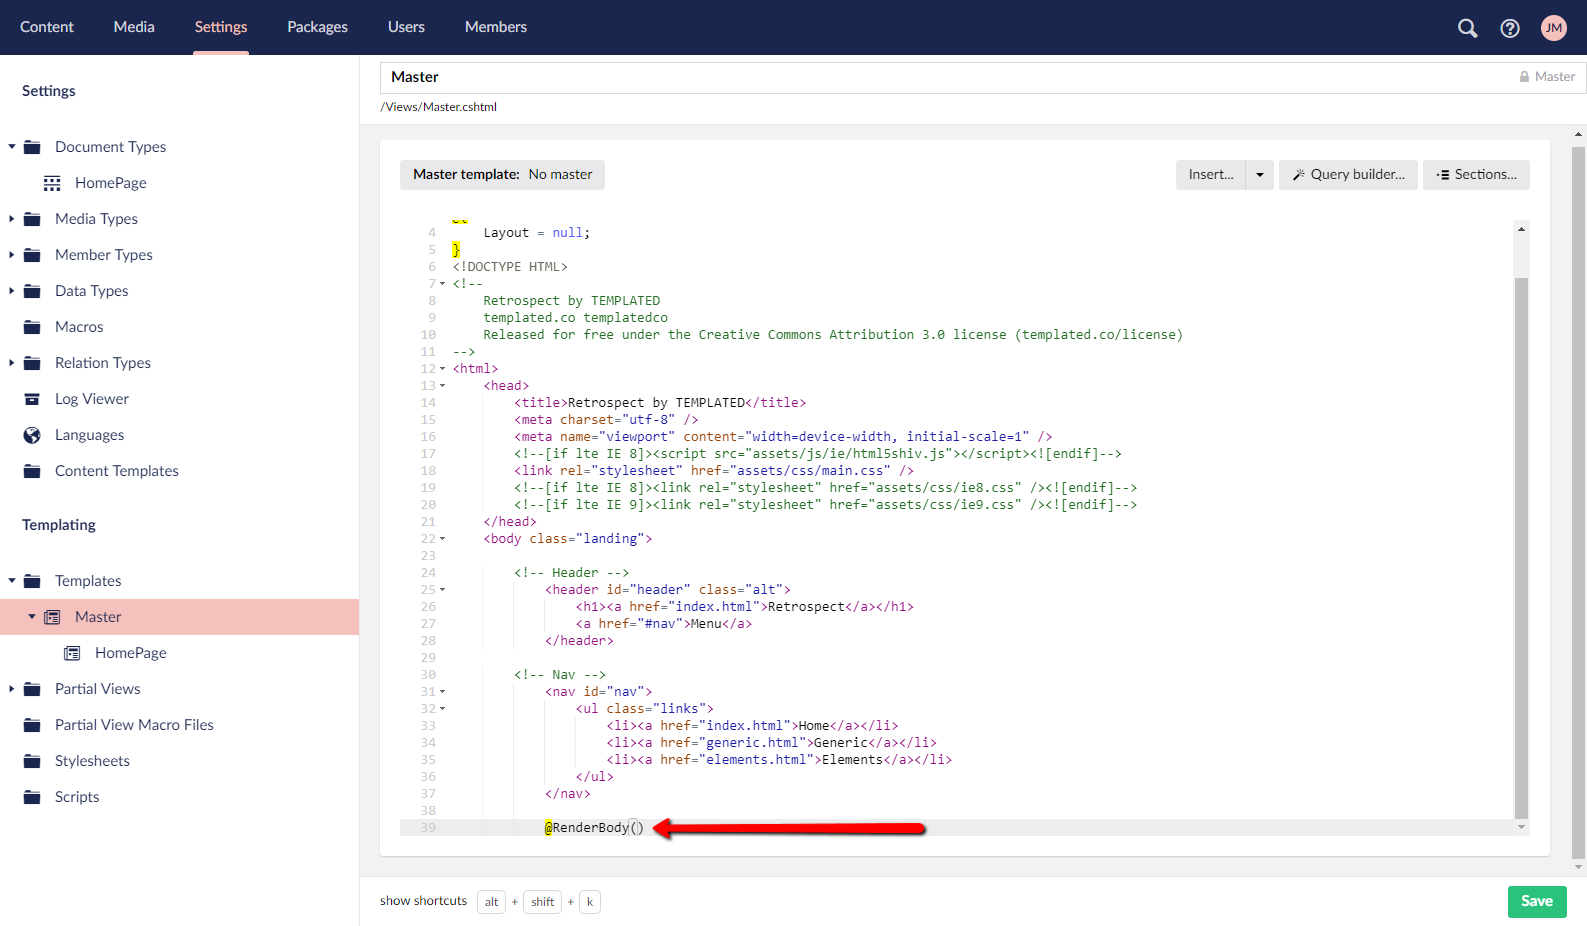 Content Media Settings Packages Users Members JM
Settings
Document Types
HomePage
Media Types
Member Types
Data Types
Macros
Relation Types
Log Viewer
Languages
Content Templates
Templating
Templates
Master
HomePage
Partial Views
Partial View Macro Files
Stylesheets
Scripts
Master Master
/Views/Master.cshtml
Master template: No master Insert... Query builder... Sections...
4 Layout = null;
5 }
6 <!DOCTYPE HTML>
7 <!--
8 Retrospect by TEMPLATED
9 templated.co templatedco
10 Released for free under the Creative Commons Attribution 3.0 license (templated.co/license)
11 -->
12 <html>
13 <head>
14 <title>Retrospect by TEMPLATED</title>
15 <meta charset="utf-8" />
16 <meta name="viewport" content="width=device-width, initial-scale=1" />
17 <!--[if lte IE 8]><script src="assets/js/ie/html5shiv.js"></script><![endif]-->
18 <link rel="stylesheet" href="assets/css/main.css" />
19 <!--[if lte IE 8]><link rel="stylesheet" href="assets/css/ie8.css" /><![endif]-->
20 <!--[if lte IE 9]><link rel="stylesheet" href="assets/css/ie9.css" /><![endif]-->
21 </head>
22 <body class="landing">
23
24 <!-- Header -->
25 <header id="header" class="alt">
26 <h1><a href="index.html">Retrospect</a></h1>
27 <a href="#nav">Menu</a>
28 </header>
29
30 <!-- Nav -->
31 <nav id="nav">
32 <ul class="links">
33 <li><a href="index.html">Home</a></li>
34 <li><a href="generic.html">Generic</a></li>
35 <li><a href="elements.html">Elements</a></li>
36 </ul>
37 </nav>
38
39 @RenderBody()
show shortcuts alt + shift + k Save